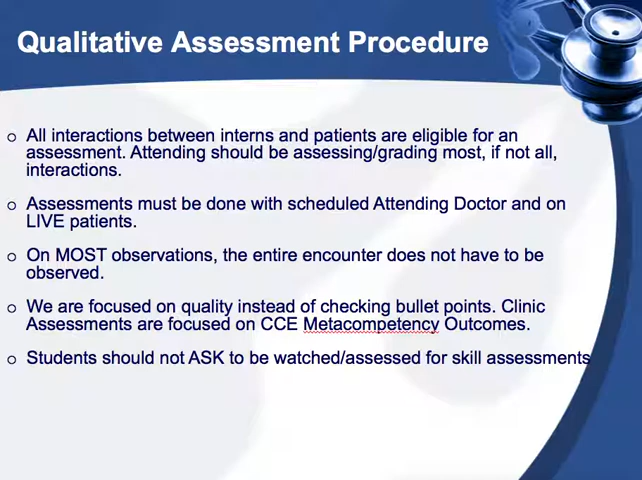 Qualitative Assessment Procedure
o All interactions between interns and patients are eligible for an
assessment. Attending should be assessing/grading most, if not all,
interactions.
o Assessments must be done with scheduled Attending Doctor and on
LIVE patients.
o On MOST observations, the entire encounter does not have to be
observed.
o We are focused on quality instead of checking bullet points. Clinic
Assessments are focused on CCE Metacompetency Outcomes.
o Students should not ASK to be watched/assessed for skill assessments